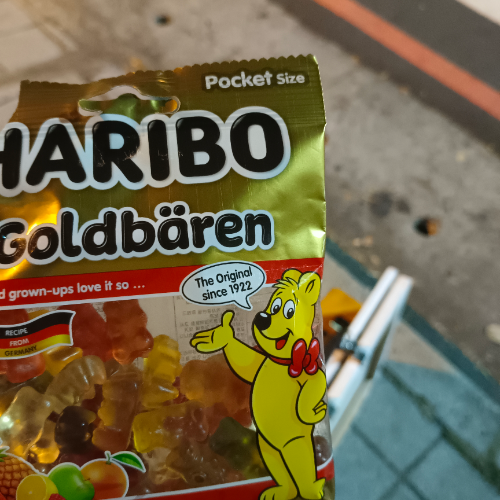 Pocket Size
HARIBO
Goldbären
d grown-ups love it so ...
The Original
since 1922
RECIPE
FROM
GERMANY